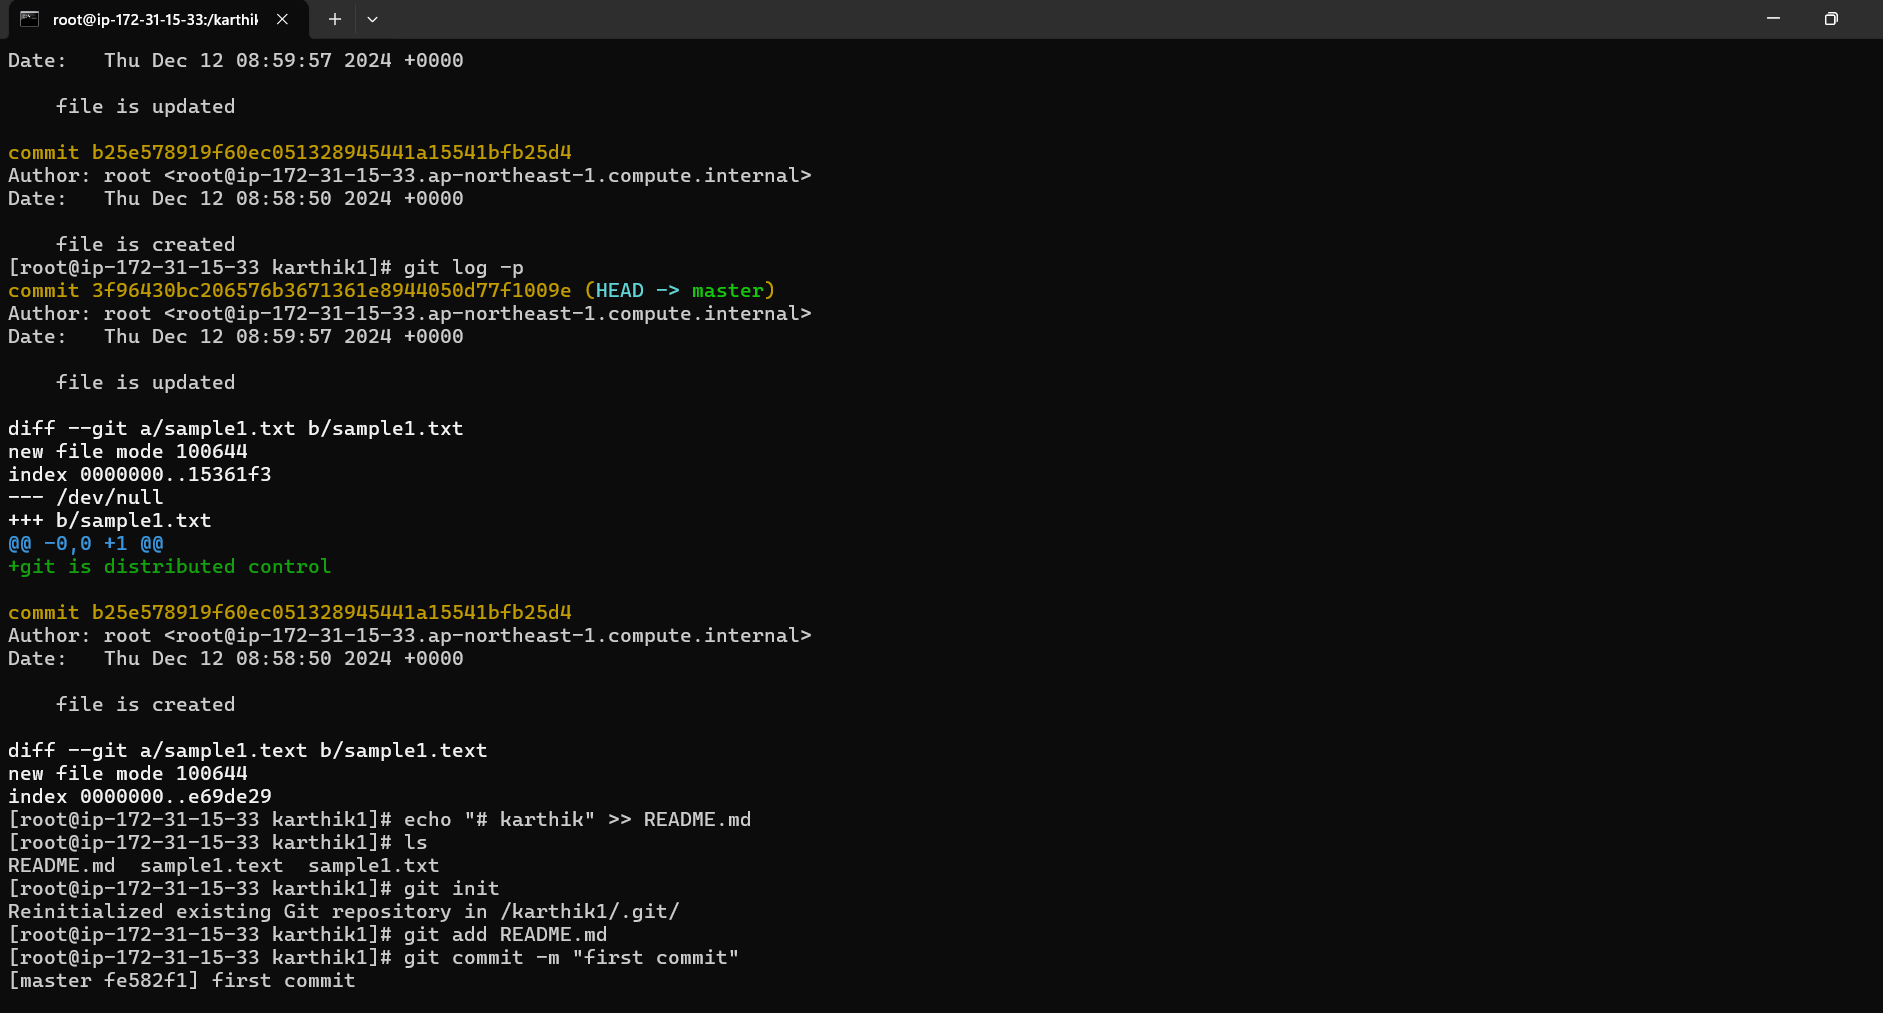 root@ip-172-31-15-33:/karthik
Date:   Thu Dec 12 08:59:57 2024 +0000
    file is updated
commit b25e578919f60ec051328945441a15541bfb25d4
Author: root <root@ip-172-31-15-33.ap-northeast-1.compute.internal>
Date:   Thu Dec 12 08:58:50 2024 +0000
    file is created
[root@ip-172-31-15-33 karthik1]# git log -p
commit 3f96430bc206576b3671361e8944050d77f1009e (HEAD -> master)
Author: root <root@ip-172-31-15-33.ap-northeast-1.compute.internal>
Date:   Thu Dec 12 08:59:57 2024 +0000
    file is updated
diff --git a/sample1.txt b/sample1.txt
new file mode 100644
index 0000000..15361f3
--- /dev/null
+++ b/sample1.txt
@@ -0,0 +1 @@
+git is distributed control
commit b25e578919f60ec051328945441a15541bfb25d4
Author: root <root@ip-172-31-15-33.ap-northeast-1.compute.internal>
Date:   Thu Dec 12 08:58:50 2024 +0000
    file is created
diff --git a/sample1.text b/sample1.text
new file mode 100644
index 0000000..e69de29
[root@ip-172-31-15-33 karthik1]# echo "# karthik" >> README.md
[root@ip-172-31-15-33 karthik1]# ls
README.md  sample1.text  sample1.txt
[root@ip-172-31-15-33 karthik1]# git init
Reinitialized existing Git repository in /karthik1/.git/
[root@ip-172-31-15-33 karthik1]# git add README.md
[root@ip-172-31-15-33 karthik1]# git commit -m "first commit"
[master fe582f1] first commit